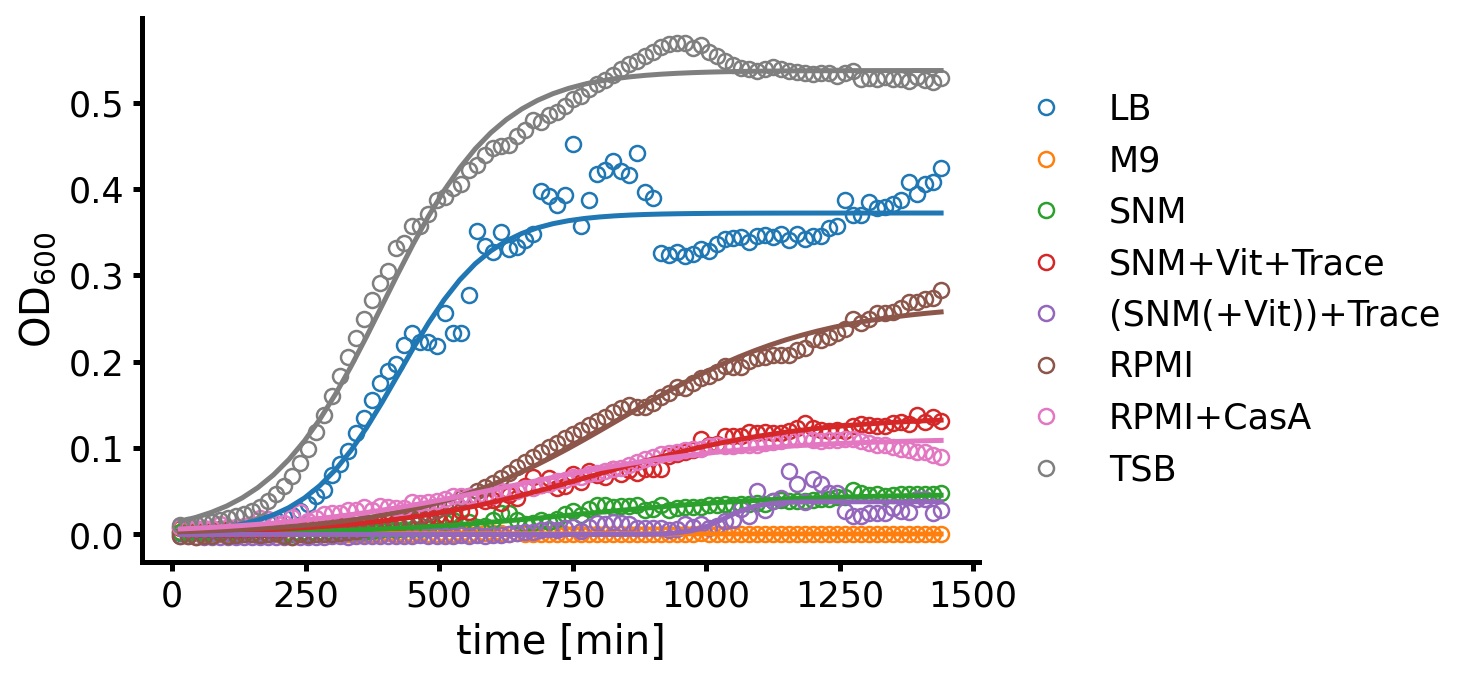 0.5
0.4
0.3
0.2
0.1
0.0
OD600
0 250 500 750 1000 1250 1500
time [min]
LB
M9
SNM
SNM+Vit+Trace
(SNM(+Vit))+Trace
RPMI
RPMI+CasA
TSB